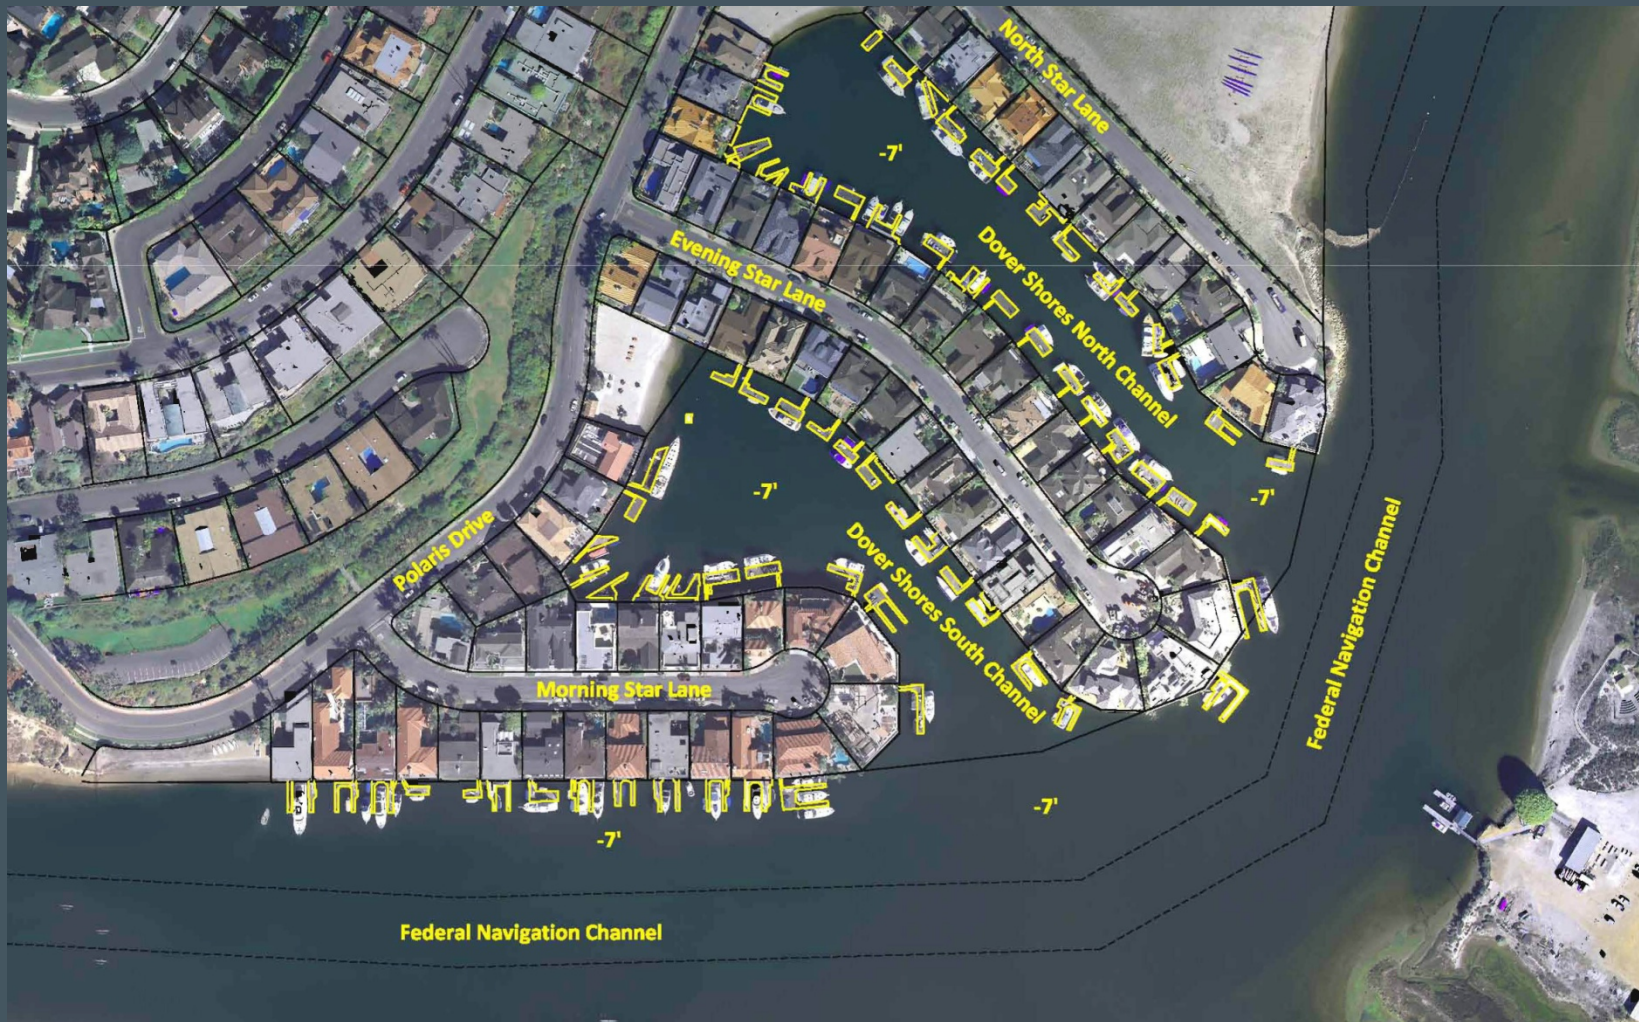 North Star Lane
-7'
Dover Shores North Channel
Evening Star Lane
-7'
-7'
Polaris Drive
Dover Shores South Channel
Federal Navigation Channel
Morning Star Lane
-7'
-7'
Federal Navigation Channel